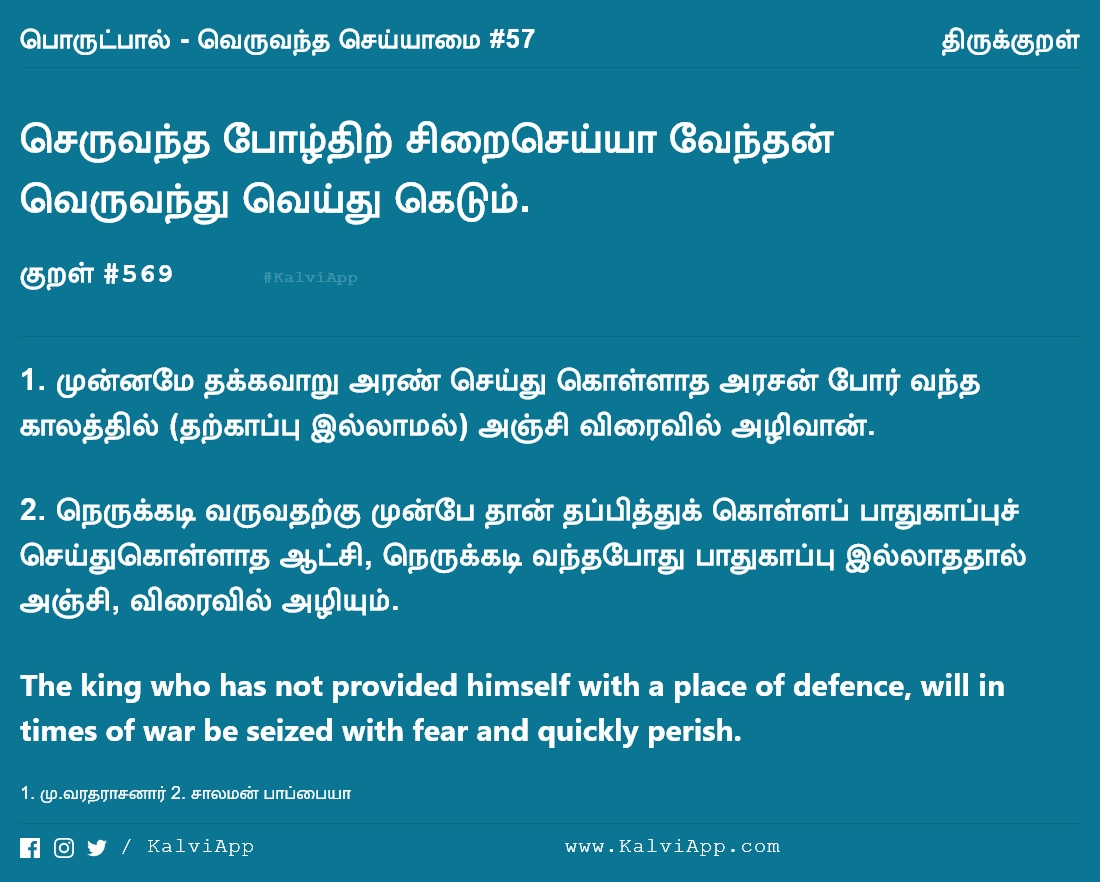 பொருட்பால் - வெருவந்த செய்யாமை #57 திருக்குறள்
செருவந்த போழ்திற் சிறைசெய்யா வேந்தன்
வெருவந்து வெய்து கெடும்.
குறள் #569 #KalviApp
1. முன்னமே தக்கவாறு அரண் செய்து கொள்ளாத அரசன் போர் வந்த
காலத்தில் (தற்காப்பு இல்லாமல்) அஞ்சி விரைவில் அழிவான்.
2. நெருக்கடி வருவதற்கு முன்பே தான் தப்பித்துக் கொள்ளப் பாதுகாப்புச்
செய்துகொள்ளாத ஆட்சி, நெருக்கடி வந்தபோது பாதுகாப்பு இல்லாததால்
அஞ்சி, விரைவில் அழியும்.
The king who has not provided himself with a place of defence, will in
times of war be seized with fear and quickly perish.
1. மு.வரதராசனார் 2. சாலமன் பாப்பையா
/ KalviApp www.KalviApp.com